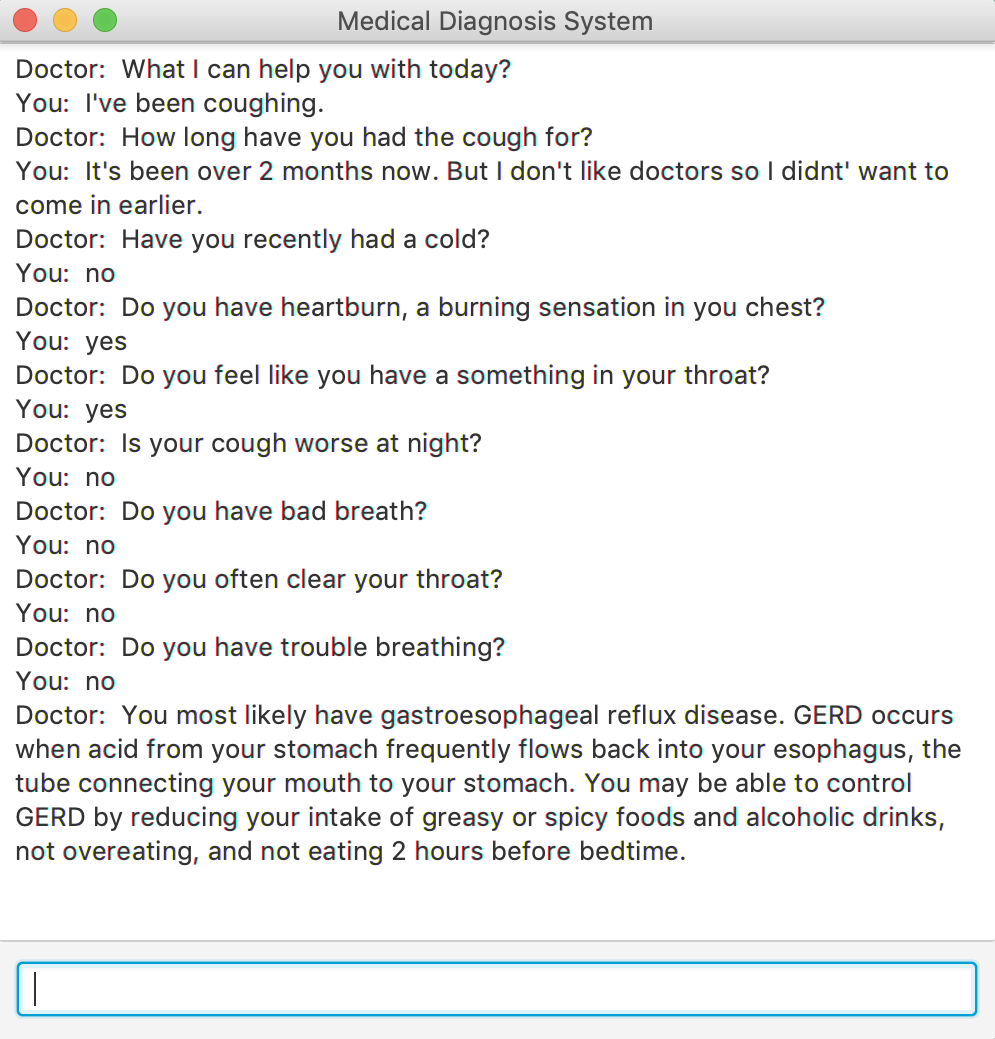 Medical Diagnosis System
Doctor:  What I can help you with today?
You:  I've been coughing.
Doctor:  How long have you had the cough for?
You:  It's been over 2 months now. But I don't like doctors so I didnt' want to
come in earlier.
Doctor:  Have you recently had a cold?
You:  no
Doctor:  Do you have heartburn, a burning sensation in you chest?
You:  yes
Doctor:  Do you feel like you have a something in your throat?
You:  yes
Doctor:  Is your cough worse at night?
You:  no
Doctor:  Do you have bad breath?
You:  no
Doctor:  Do you often clear your throat?
You:  no
Doctor:  Do you have trouble breathing?
You:  no
Doctor:  You most likely have gastroesophageal reflux disease. GERD occurs
when acid from your stomach frequently flows back into your esophagus, the
tube connecting your mouth to your stomach. You may be able to control
GERD by reducing your intake of greasy or spicy foods and alcoholic drinks,
not overeating, and not eating 2 hours before bedtime.